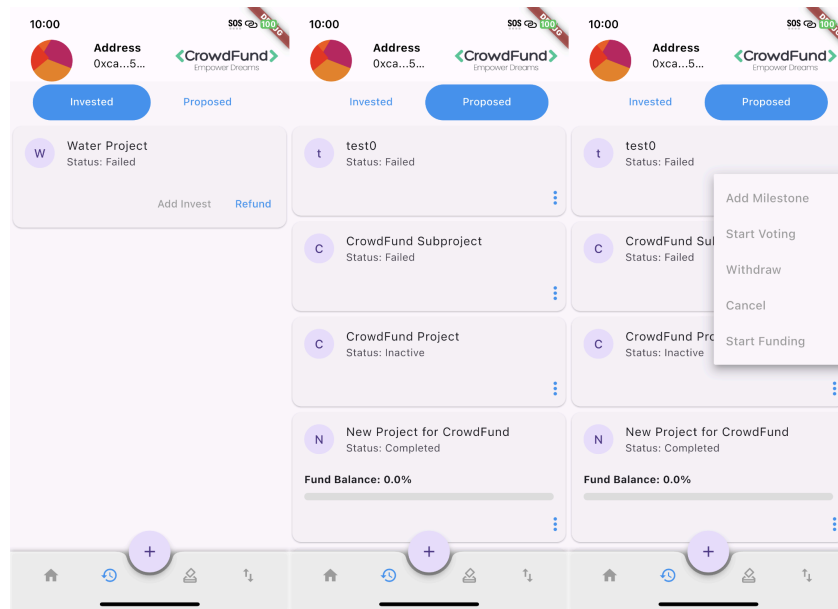 10:00
SOS
100
DEBUG
Address
0xca...5...
<CrowdFund>
Empower Dreams
Invested
Proposed
W
Water Project
Status: Failed
Add Invest
Refund
+
10:00
SOS
100
DEBUG
Address
0xca...5...
<CrowdFund>
Empower Dreams
Invested
Proposed
t
test0
Status: Failed
C
CrowdFund Subproject
Status: Failed
C
CrowdFund Project
Status: Inactive
N
New Project for CrowdFund
Status: Completed
Fund Balance: 0.0%
+
10:00
SOS
100
DEBUG
Address
0xca...5...
<CrowdFund>
Empower Dreams
Invested
Proposed
t
test0
Status: Failed
Add Milestone
Start Voting
Withdraw
Cancel
Start Funding
C
CrowdFund Sub
Status: Failed
C
CrowdFund Pro
Status: Inactive
N
New Project for CrowdFund
Status: Completed
Fund Balance: 0.0%
+